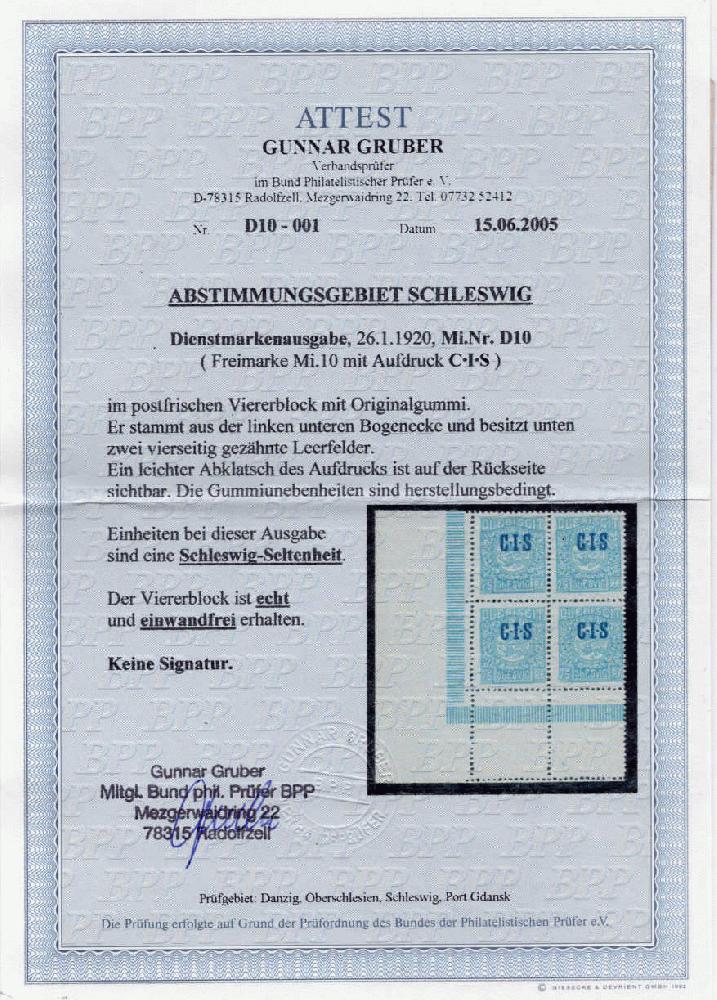 ATTEST
GUNNAR GRUBER
Verbandsprüfer
im Bund Philatelistischer Prüfer e. V.
D-78315 Radolfzell, Mezgerwaidring 22. Tel. 07732 52412
Nr. D10 - 001 Datum 15.06.2005
ABSTIMMUNGSGEBIET SCHLESWIG
Dienstmarkenausgabe, 26.1.1920, Mi.Nr. D10
( Freimarke Mi.10 mit Aufdruck C·I·S )
im postfrischen Viererblock mit Originalgummi.
Er stammt aus der linken unteren Bogenecke und besitzt unten
zwei vierseitig gezähnte Leerfelder.
Ein leichter Abklatsch des Aufdrucks ist auf der Rückseite
sichtbar. Die Gummiunebenheiten sind herstellungsbedingt.
Einheiten bei dieser Ausgabe
sind eine Schleswig-Seltenheit.
Der Viererblock ist echt
und einwandfrei erhalten.
Keine Signatur.
C·I·S C·I·S
C·I·S C·I·S
GUNNAR GRUBER
Gunnar Gruber
Mitgl. Bund phil. Prüfer BPP
Mezgerwaidring 22
78315 Radolfzell
Prüfgebiet: Danzig, Oberschlesien, Schleswig, Port Gdansk
Die Prüfung erfolgte auf Grund der Prüfordnung des Bundes der Philatelistischen Prüfer e.V.
© GIESECKE & DEVRIENT GMBH 1992